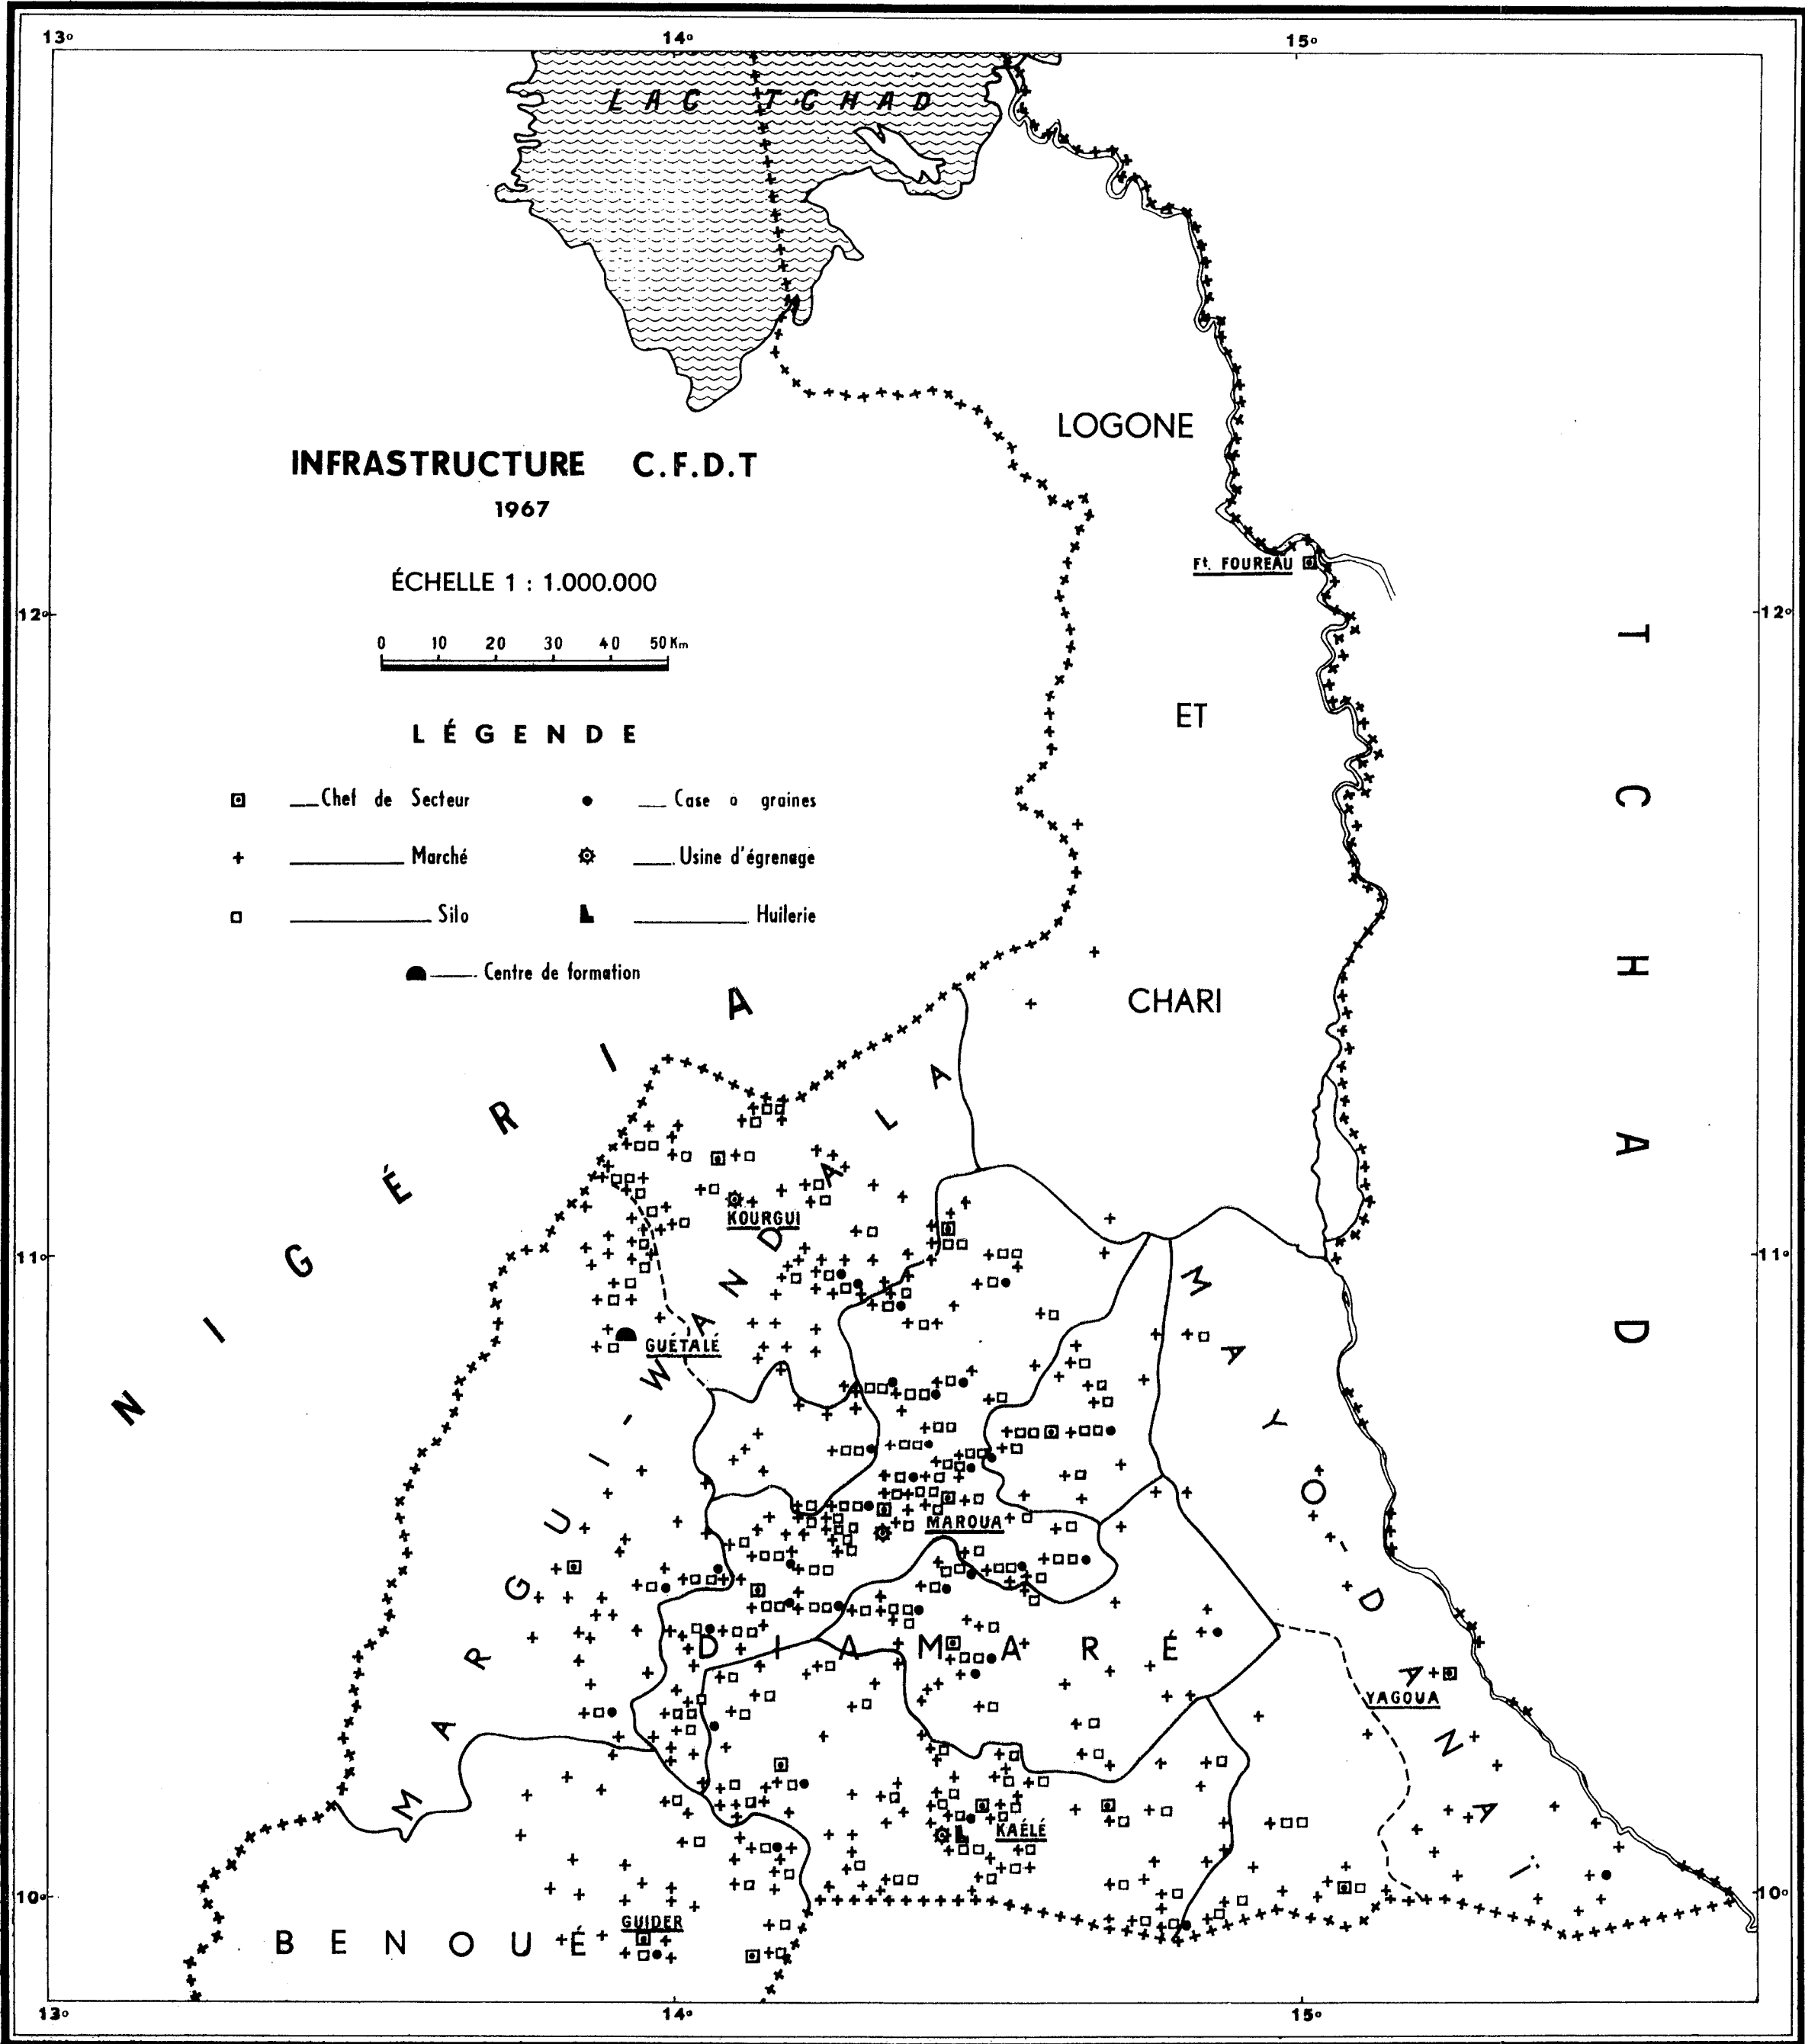 13° 14° 15°
LAC TCHAD
LOGONE
INFRASTRUCTURE C.F.D.T
1967
ÉCHELLE 1 : 1.000.000
Ft. FOUREAU
12° 12°
0 10 20 30 40 50 Km
TCHAD
ET
LÉGENDE
Chef de Secteur
Case à graines
Marché
Usine d'égrenage
Silo
Huilerie
Centre de formation
CHARI
NIGÉRIA
KOURGUI
11° 11°
MARGUI-WANDALA
GUÉTALÉ
MAYO-DANAÏ
MAROUA
DIAMARÉ
YAGOUA
KAÉLÉ
10° 10°
GUIDER
BENOUÉ
13° 14° 15°